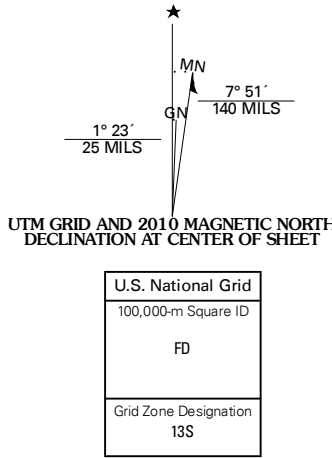 MN
GN
7° 51´
140 MILS
1° 23´
25 MILS
UTM GRID AND 2010 MAGNETIC NORTH
DECLINATION AT CENTER OF SHEET
U.S. National Grid
100,000-m Square ID
FD
Grid Zone Designation
13S